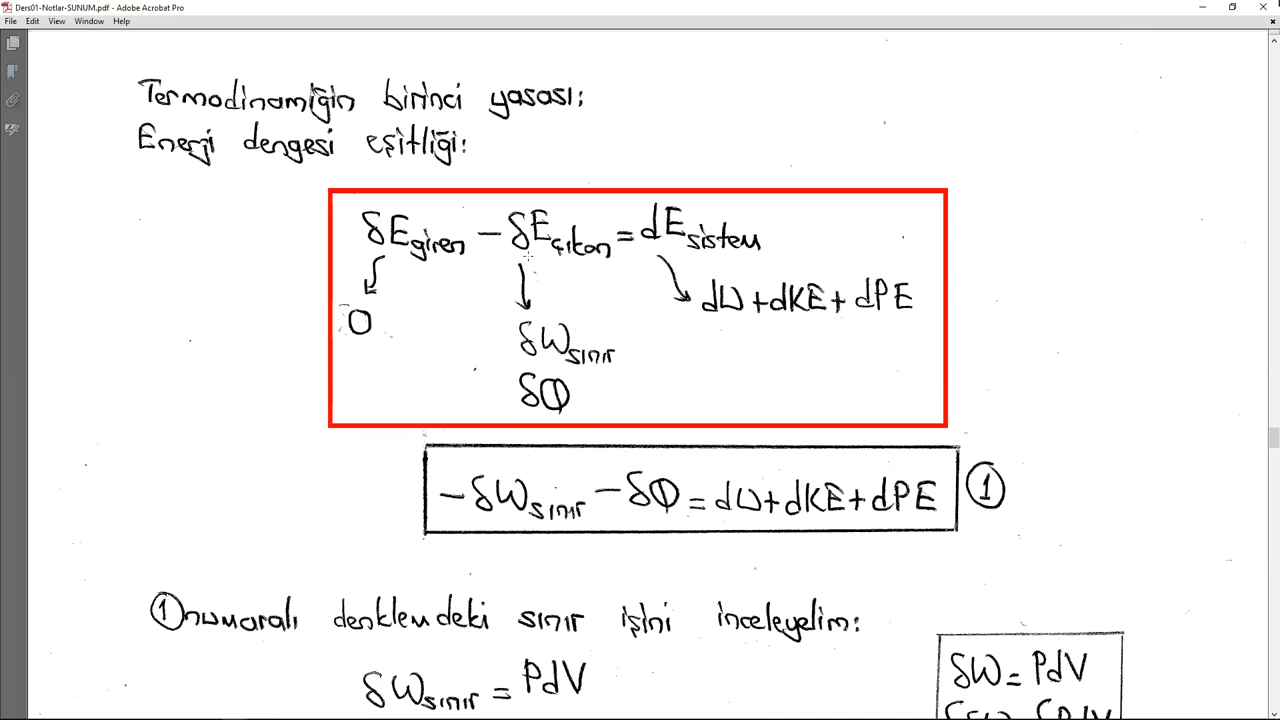 Ders01-Notlar-SUNUM.pdf - Adobe Acrobat Pro
File Edit View Window Help
Termodinamiğin birinci yasası:
Enerji dengesi eşitliği:
δE giren - δE çıkan = dE sistem
0
dU + dKE + dPE
δW sınır
δQ
-δW sınır - δQ = dU + dKE + dPE ①
① numaralı denklemdeki sınır işini inceleyelim:
δW sınır = PdV
δW = PdV